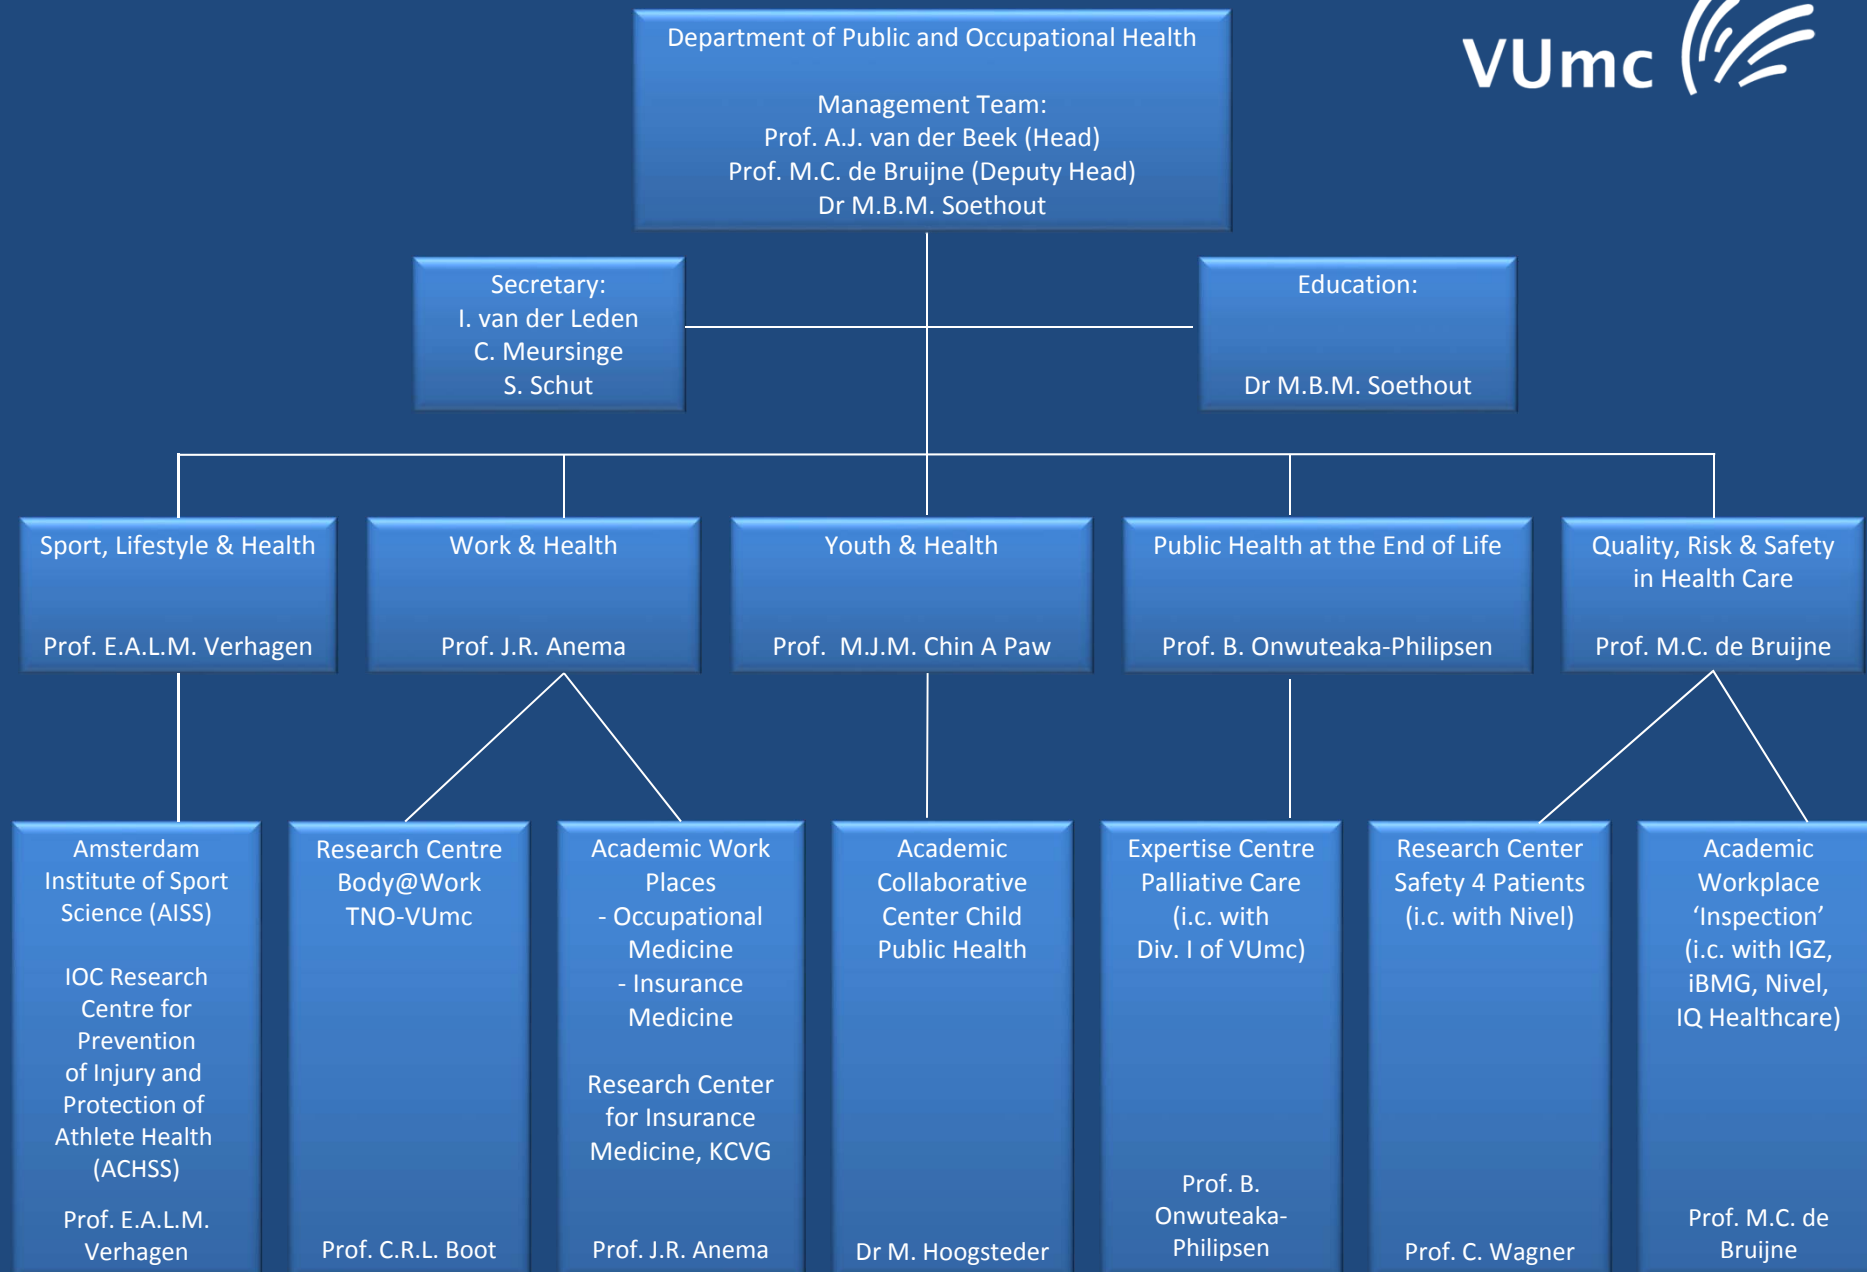 Department of Public and Occupational Health
Management Team:
Prof. A.J. van der Beek (Head)
Prof. M.C. de Bruijne (Deputy Head)
Dr M.B.M. Soethout
VUmc
Secretary:
I. van der Leden
C. Meursinge
S. Schut
Education:
Dr M.B.M. Soethout
Sport, Lifestyle & Health
Prof. E.A.L.M. Verhagen
Work & Health
Prof. J.R. Anema
Youth & Health
Prof. M.J.M. Chin A Paw
Public Health at the End of Life
Prof. B. Onwuteaka-Philipsen
Quality, Risk & Safety
in Health Care
Prof. M.C. de Bruijne
Amsterdam
Institute of Sport
Science (AISS)
IOC Research
Centre for
Prevention
of Injury and
Protection of
Athlete Health
(ACHSS)
Prof. E.A.L.M.
Verhagen
Research Centre
Body@Work
TNO-VUmc
Prof. C.R.L. Boot
Academic Work
Places
- Occupational
Medicine
- Insurance
Medicine
Research Center
for Insurance
Medicine, KCVG
Prof. J.R. Anema
Academic
Collaborative
Center Child
Public Health
Dr M. Hoogsteder
Expertise Centre
Palliative Care
(i.c. with
Div. I of VUmc)
Prof. B.
Onwuteaka-
Philipsen
Research Center
Safety 4 Patients
(i.c. with Nivel)
Prof. C. Wagner
Academic
Workplace
‘Inspection’
(i.c. with IGZ,
iBMG, Nivel,
IQ Healthcare)
Prof. M.C. de
Bruijne